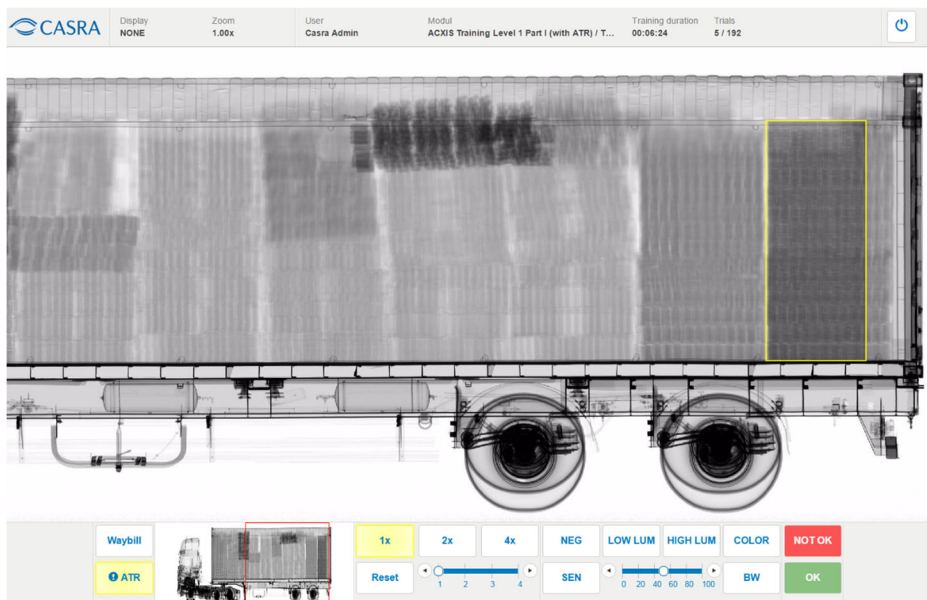 CASRA
Display
NONE
Zoom
1.00x
User
Casra Admin
Modul
ACXIS Training Level 1 Part I (with ATR) / T...
Training duration
00:06:24
Trials
5 / 192
Waybill
1x
2x
4x
NEG
LOW LUM
HIGH LUM
COLOR
NOT OK
ATR
Reset
1 2 3 4
SEN
0 20 40 60 80 100
BW
OK